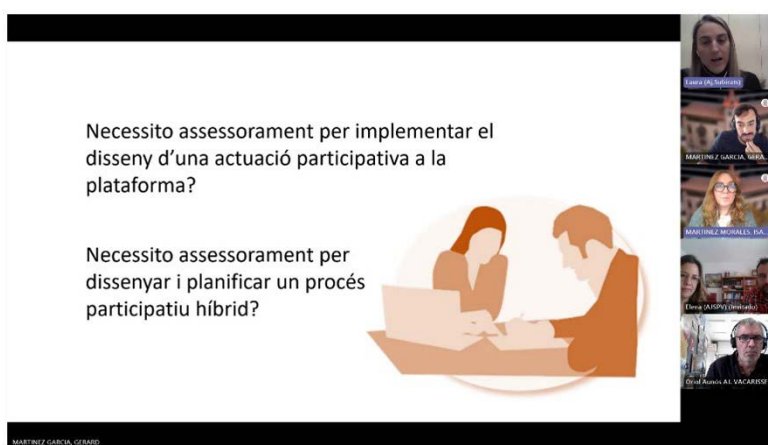 Necessito assessorament per implementar el
disseny d'una actuació participativa a la
plataforma?
Necessito assessorament per
dissenyar i planificar un procés
participatiu híbrid?
Laura (Aj.Subirats)
MARTINEZ GARCIA, GERA...
MARTINEZ MORALES, ISA...
Elena (AJSPV) (Invitado)
Oriol Aunós A.I. VACARISSE
MARTINEZ GARCIA, GERARD